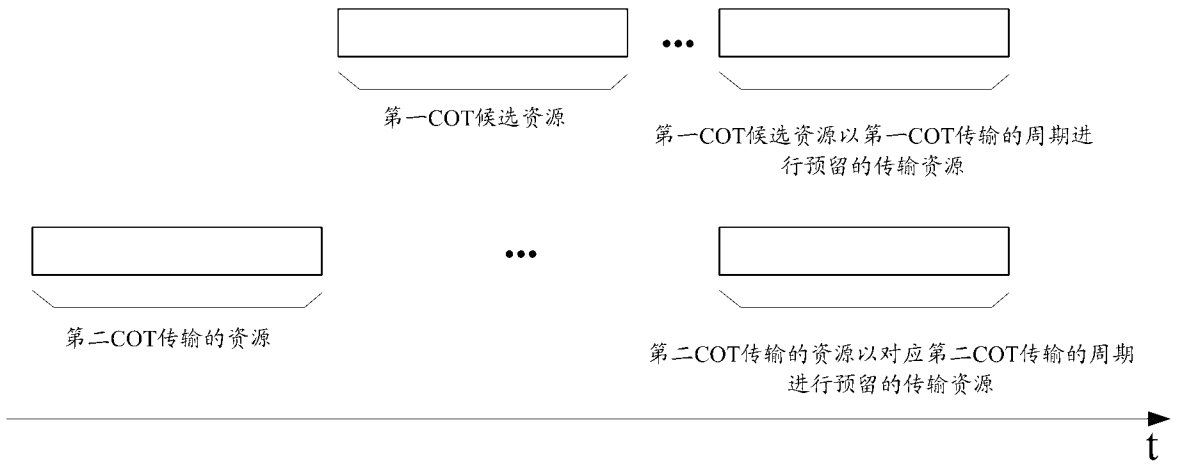 第一COT候选资源
第一COT候选资源以第一COT传输的周期进
行预留的传输资源
第二COT传输的资源
第二COT传输的资源以对应第二COT传输的周期
进行预留的传输资源
t